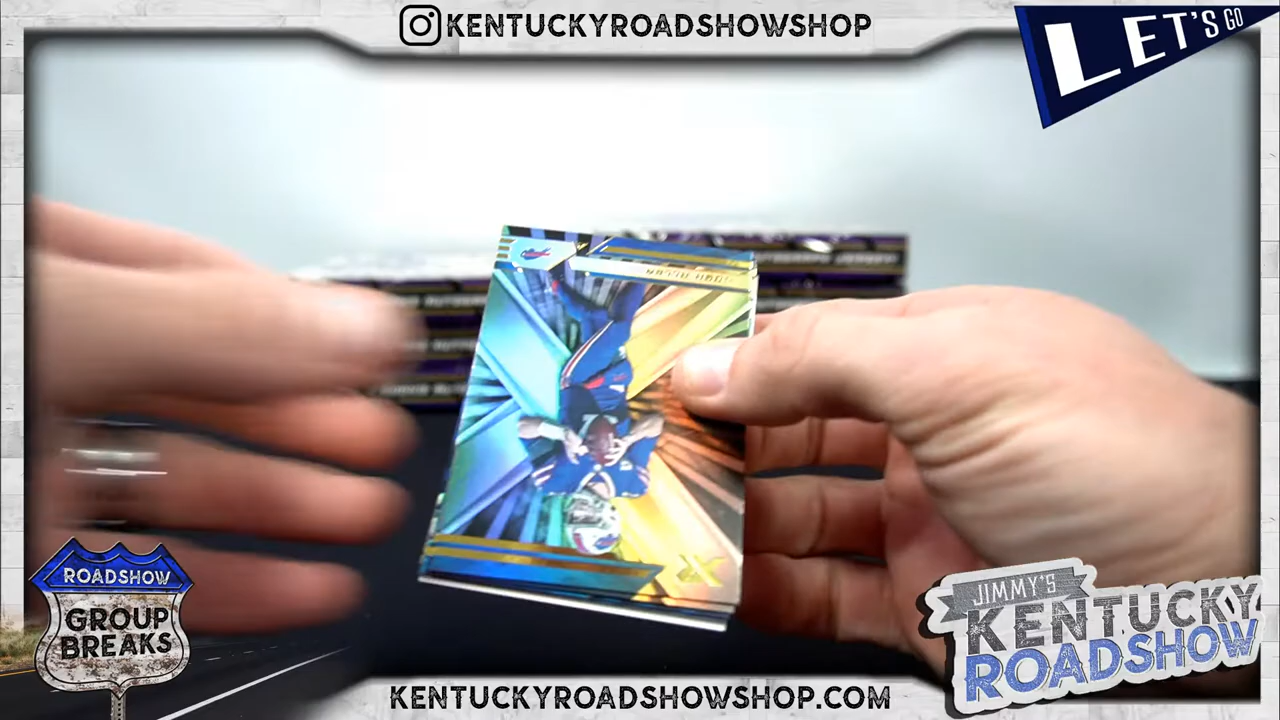 KENTUCKYROADSHOWSHOP
LET'S GO
ROADSHOW
GROUP
BREAKS
JIMMY'S
KENTUCKY
ROADSHOW
KENTUCKYROADSHOWSHOP.COM